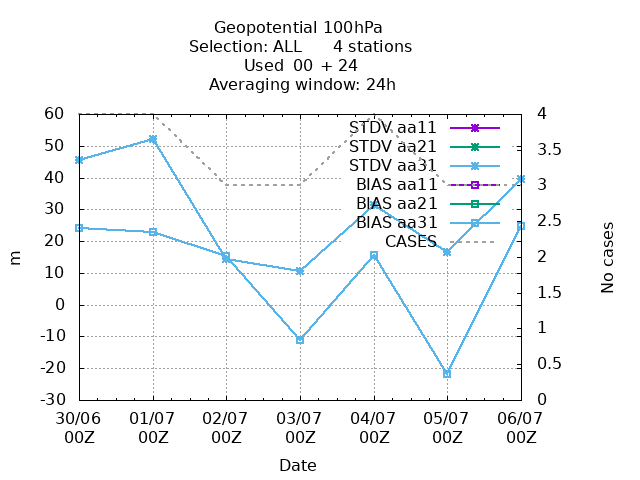 Geopotential 100hPa
Selection: ALL 4 stations
Used 00 + 24
Averaging window: 24h
60
50
40
30
20
10
0
-10
-20
-30
m
4
3.5
3
2.5
2
1.5
1
0.5
0
No cases
STDV aa11
STDV aa21
STDV aa31
BIAS aa11
BIAS aa21
BIAS aa31
CASES
30/06 01/07 02/07 03/07 04/07 05/07 06/07
00Z 00Z 00Z 00Z 00Z 00Z 00Z
Date